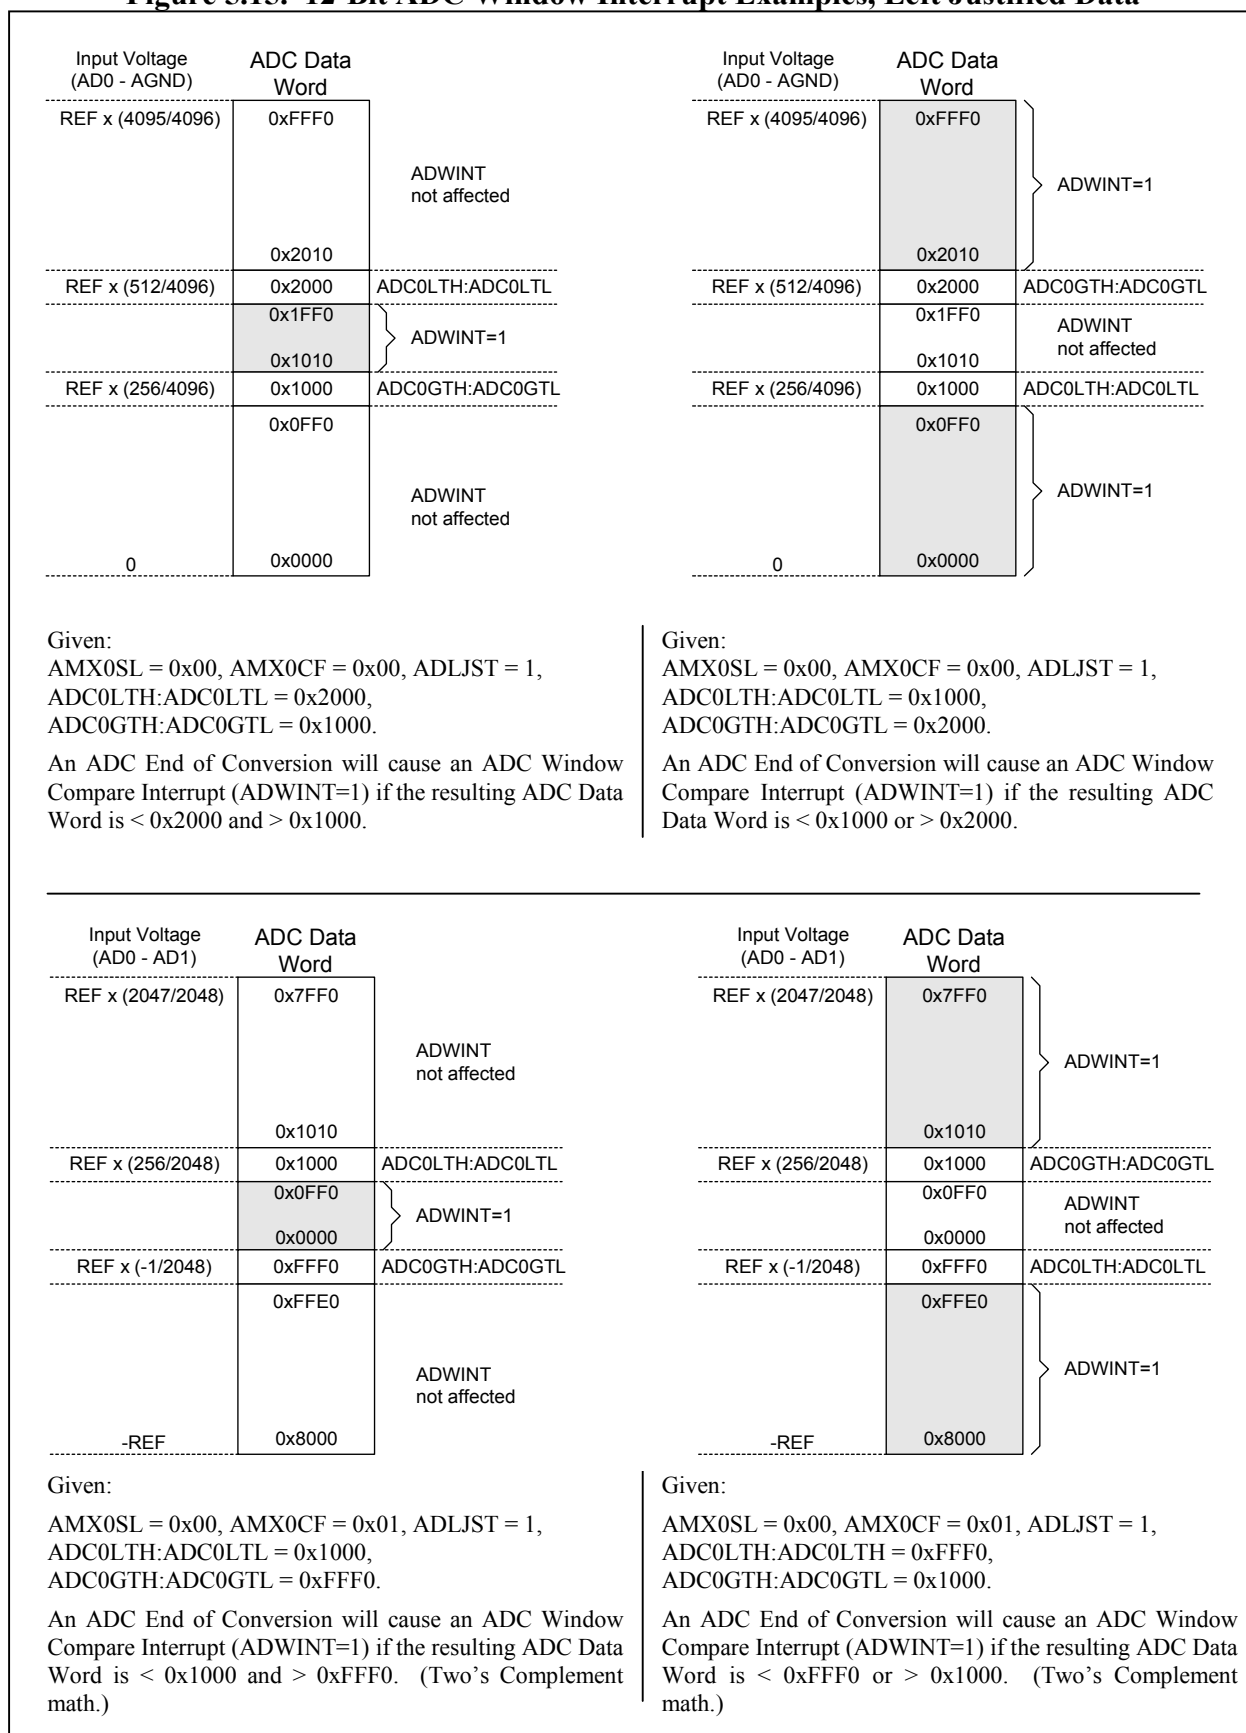 Figure 5.15.  12-Bit ADC Window Interrupt Examples, Left Justified Data
Input Voltage
(AD0 - AGND)
ADC Data
Word
REF x (4095/4096)
0xFFF0
ADWINT
not affected
0x2010
REF x (512/4096)
0x2000
ADC0LTH:ADC0LTL
0x1FF0
ADWINT=1
0x1010
REF x (256/4096)
0x1000
ADC0GTH:ADC0GTL
0x0FF0
ADWINT
not affected
0
0x0000
Input Voltage
(AD0 - AGND)
ADC Data
Word
REF x (4095/4096)
0xFFF0
ADWINT=1
0x2010
REF x (512/4096)
0x2000
ADC0GTH:ADC0GTL
0x1FF0
ADWINT
not affected
0x1010
REF x (256/4096)
0x1000
ADC0LTH:ADC0LTL
0x0FF0
ADWINT=1
0
0x0000
Given:
AMX0SL = 0x00, AMX0CF = 0x00, ADLJST = 1,
ADC0LTH:ADC0LTL = 0x2000,
ADC0GTH:ADC0GTL = 0x1000.
An ADC End of Conversion will cause an ADC Window
Compare Interrupt (ADWINT=1) if the resulting ADC Data
Word is < 0x2000 and > 0x1000.
Given:
AMX0SL = 0x00, AMX0CF = 0x00, ADLJST = 1,
ADC0LTH:ADC0LTL = 0x1000,
ADC0GTH:ADC0GTL = 0x2000.
An ADC End of Conversion will cause an ADC Window
Compare Interrupt (ADWINT=1) if the resulting ADC
Data Word is < 0x1000 or > 0x2000.
Input Voltage
(AD0 - AD1)
ADC Data
Word
REF x (2047/2048)
0x7FF0
ADWINT
not affected
0x1010
REF x (256/2048)
0x1000
ADC0LTH:ADC0LTL
0x0FF0
ADWINT=1
0x0000
REF x (-1/2048)
0xFFF0
ADC0GTH:ADC0GTL
0xFFE0
ADWINT
not affected
-REF
0x8000
Input Voltage
(AD0 - AD1)
ADC Data
Word
REF x (2047/2048)
0x7FF0
ADWINT=1
0x1010
REF x (256/2048)
0x1000
ADC0GTH:ADC0GTL
0x0FF0
ADWINT
not affected
0x0000
REF x (-1/2048)
0xFFF0
ADC0LTH:ADC0LTL
0xFFE0
ADWINT=1
-REF
0x8000
Given:
AMX0SL = 0x00, AMX0CF = 0x01, ADLJST = 1,
ADC0LTH:ADC0LTL = 0x1000,
ADC0GTH:ADC0GTL = 0xFFF0.
An ADC End of Conversion will cause an ADC Window
Compare Interrupt (ADWINT=1) if the resulting ADC Data
Word is < 0x1000 and > 0xFFF0. (Two's Complement
math.)
Given:
AMX0SL = 0x00, AMX0CF = 0x01, ADLJST = 1,
ADC0LTH:ADC0LTH = 0xFFF0,
ADC0GTH:ADC0GTL = 0x1000.
An ADC End of Conversion will cause an ADC Window
Compare Interrupt (ADWINT=1) if the resulting ADC Data
Word is < 0xFFF0 or > 0x1000. (Two's Complement
math.)